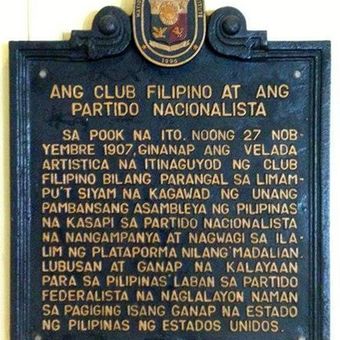 1996
ANG CLUB FILIPINO AT ANG
PARTIDO NACIONALISTA
SA POOK NA ITO. NOONG 27 NOB-
YEMBRE 1907, GINANAP ANG VELADA
ARTISTICA NA ITINAGUYOD NG CLUB
FILIPINO BILANG PARANGAL SA LIMAM-
PU'T SIYAM NA KAGAWAD NG UNANG
PAMBANSANG ASAMBLEYA NG PILIPINAS
NA KASAPI SA PARTIDO NACIONALISTA
NA NANGAMPANYA AT NAGWAGI SA ILA-
LIM NG PLATAPORMA NILANG 'MADALIAN.
LUBUSAN AT GANAP NA KALAYAAN
PARA SA PILIPINAS' LABAN SA PARTIDO
FEDERALISTA NA NAGLALAYON NAMAN
SA PAGIGING ISANG GANAP NA ESTADO
NG PILIPINAS NG ESTADOS UNIDOS.